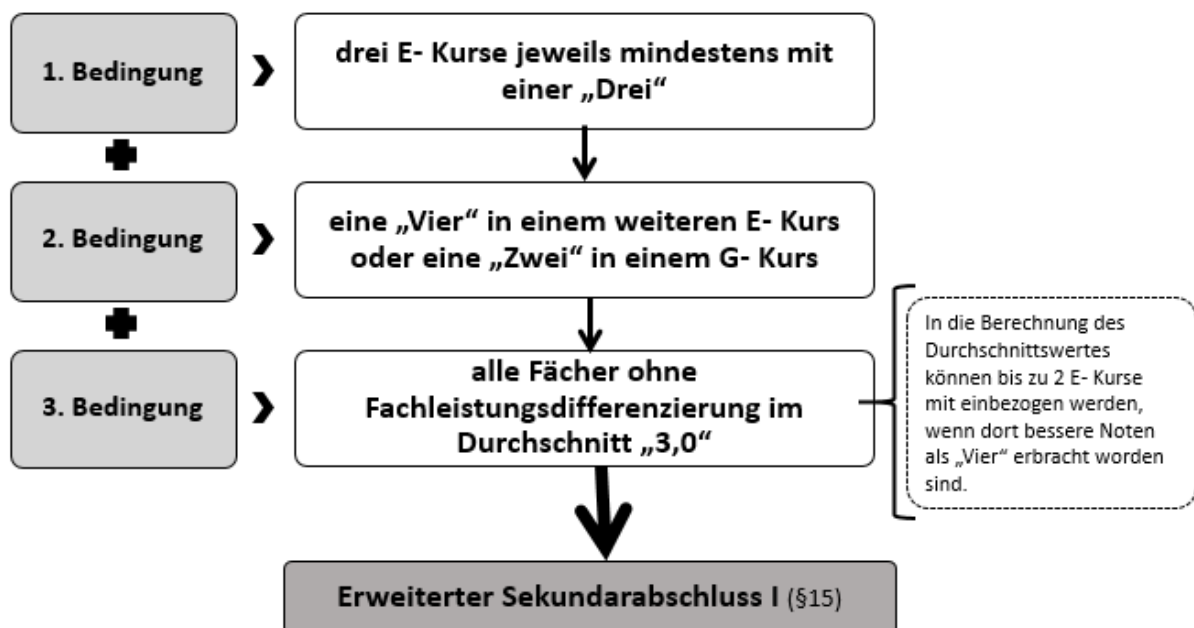 1. Bedingung
drei E- Kurse jeweils mindestens mit
einer „Drei“
2. Bedingung
eine „Vier“ in einem weiteren E- Kurs
oder eine „Zwei“ in einem G- Kurs
3. Bedingung
alle Fächer ohne
Fachleistungsdifferenzierung im
Durchschnitt „3,0“
In die Berechnung des
Durchschnittswertes
können bis zu 2 E- Kurse
mit einbezogen werden,
wenn dort bessere Noten
als „Vier“ erbracht worden
sind.
Erweiterter Sekundarabschluss I (§15)